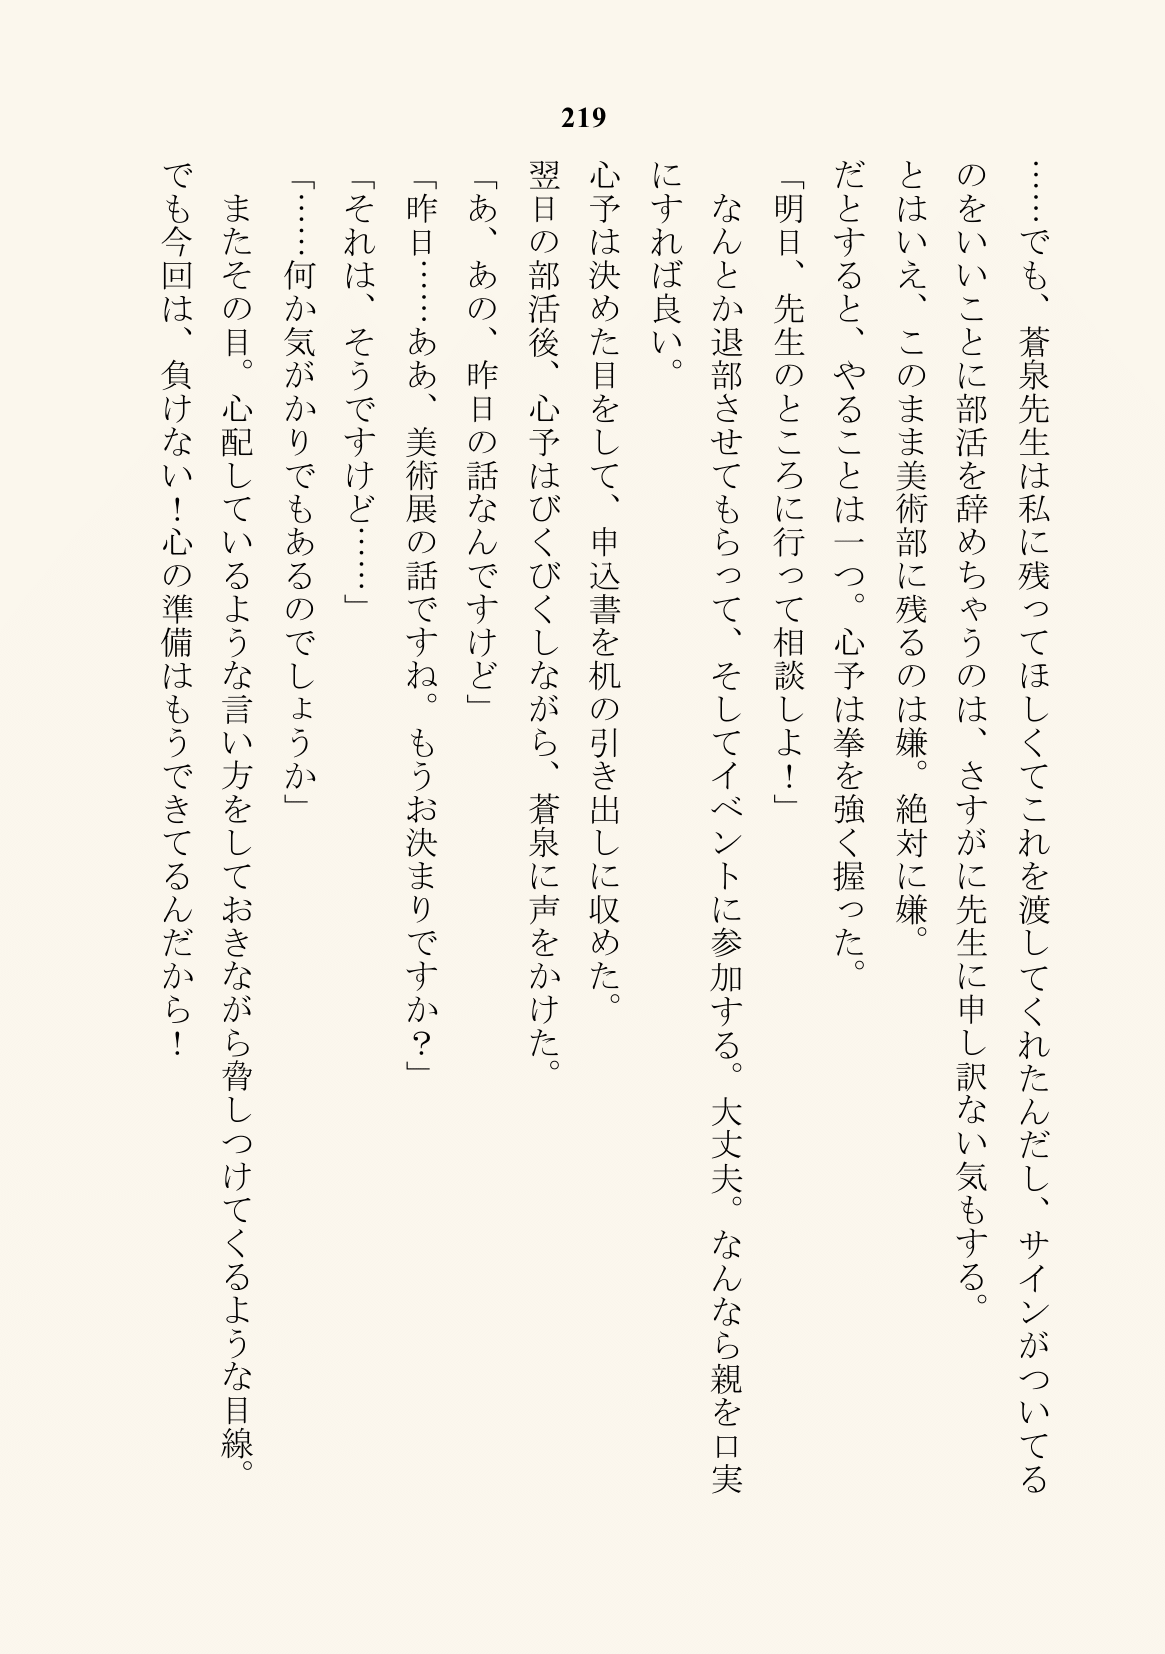 219
……でも、蒼泉先生は私に残ってほしくてこれを渡してくれたんだし、サインがついてる
のをいいことに部活を辞めちゃうのは、さすがに先生に申し訳ない気もする。
とはいえ、このまま美術部に残るのは嫌。絶対に嫌。
だとすると、やることは一つ。心予は拳を強く握った。
「明日、先生のところに行って相談しよ！」
　なんとか退部させてもらって、そしてイベントに参加する。大丈夫。なんなら親を口実
にすれば良い。
心予は決めた目をして、申込書を机の引き出しに収めた。
翌日の部活後、心予はびくびくしながら、蒼泉に声をかけた。
「あ、あの、昨日の話なんですけど」
「昨日……ああ、美術展の話ですね。もうお決まりですか？」
「それは、そうですけど……」
「……何か気がかりでもあるのでしょうか」
　またその目。心配しているような言い方をしておきながら脅しつけてくるような目線。
でも今回は、負けない！心の準備はもうできてるんだから！